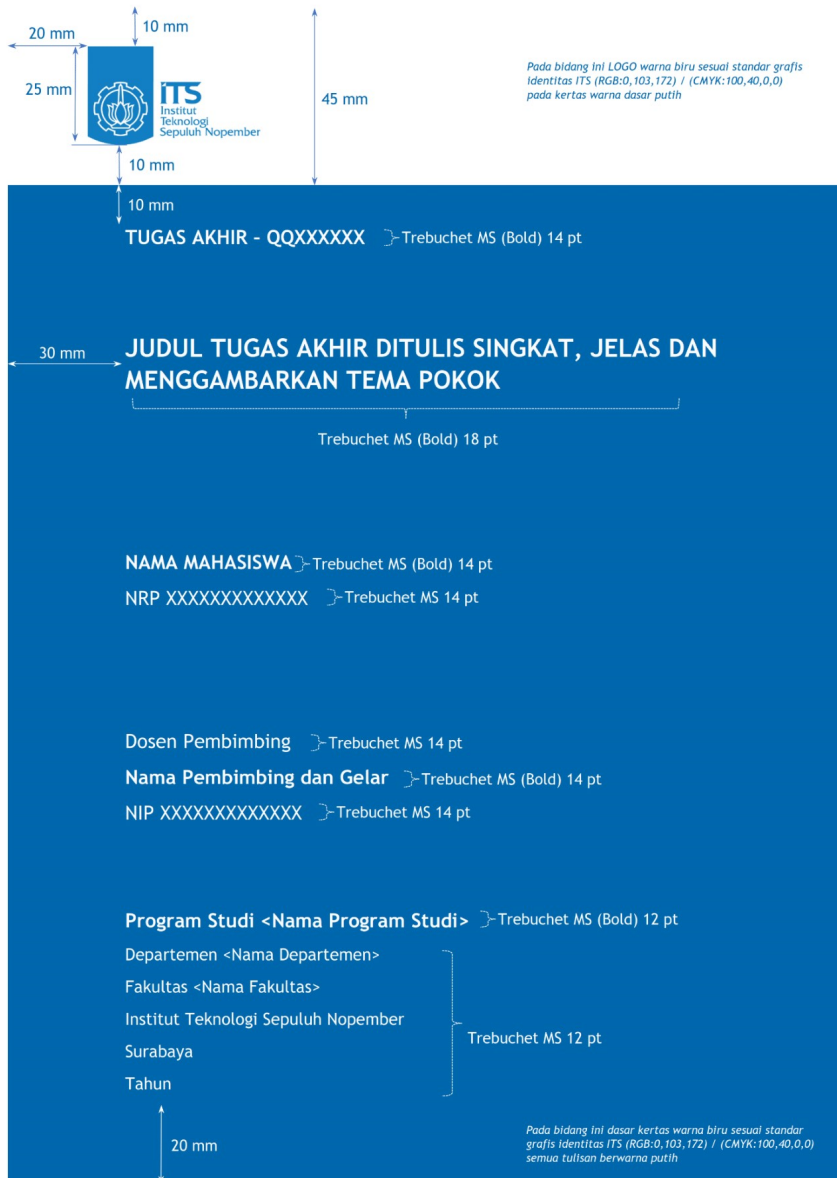 10 mm
20 mm
25 mm
iTS
Institut
Teknologi
Sepuluh Nopember
45 mm
Pada bidang ini LOGO warna biru sesuai standar grafis
identitas ITS (RGB:0,103,172) / (CMYK:100,40,0,0)
pada kertas warna dasar putih
10 mm
10 mm
TUGAS AKHIR – QQXXXXXX Trebuchet MS (Bold) 14 pt
30 mm
JUDUL TUGAS AKHIR DITULIS SINGKAT, JELAS DAN
MENGGAMBARKAN TEMA POKOK
Trebuchet MS (Bold) 18 pt
NAMA MAHASISWA Trebuchet MS (Bold) 14 pt
NRP XXXXXXXXXXXXX Trebuchet MS 14 pt
Dosen Pembimbing Trebuchet MS 14 pt
Nama Pembimbing dan Gelar Trebuchet MS (Bold) 14 pt
NIP XXXXXXXXXXXXX Trebuchet MS 14 pt
Program Studi <Nama Program Studi> Trebuchet MS (Bold) 12 pt
Departemen <Nama Departemen>
Fakultas <Nama Fakultas>
Institut Teknologi Sepuluh Nopember
Surabaya
Tahun
Trebuchet MS 12 pt
20 mm
Pada bidang ini dasar kertas warna biru sesuai standar
grafis identitas ITS (RGB:0,103,172) / (CMYK:100,40,0,0)
semua tulisan berwarna putih